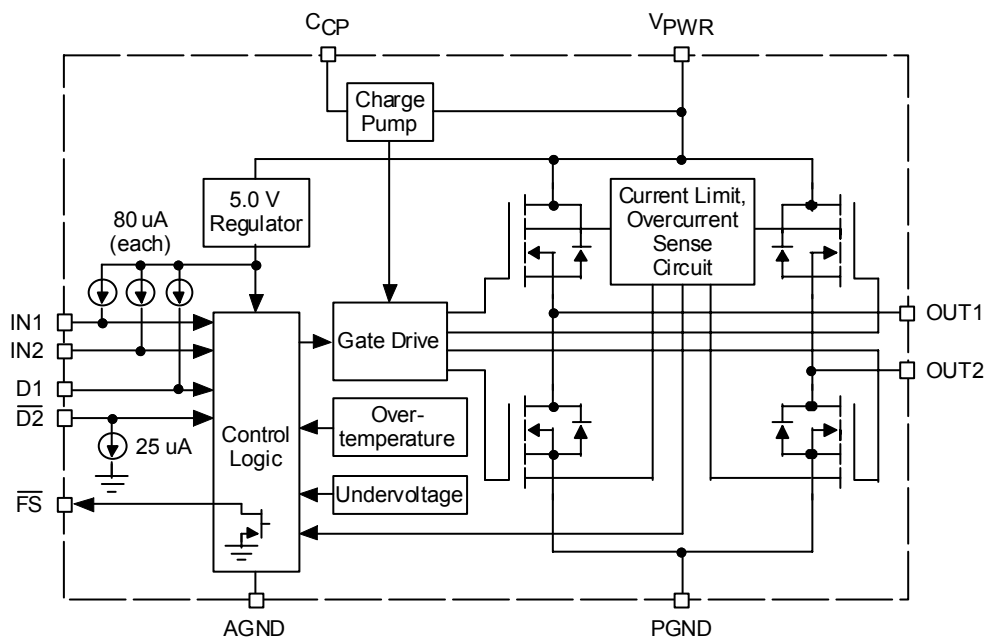 CCP
VPWR
Charge
Pump
5.0 V
Regulator
Current Limit,
Overcurrent
Sense
Circuit
80 uA
(each)
IN1
IN2
D1
D2
FS
25 uA
Control
Logic
Gate Drive
Over-
temperature
Undervoltage
OUT1
OUT2
AGND
PGND